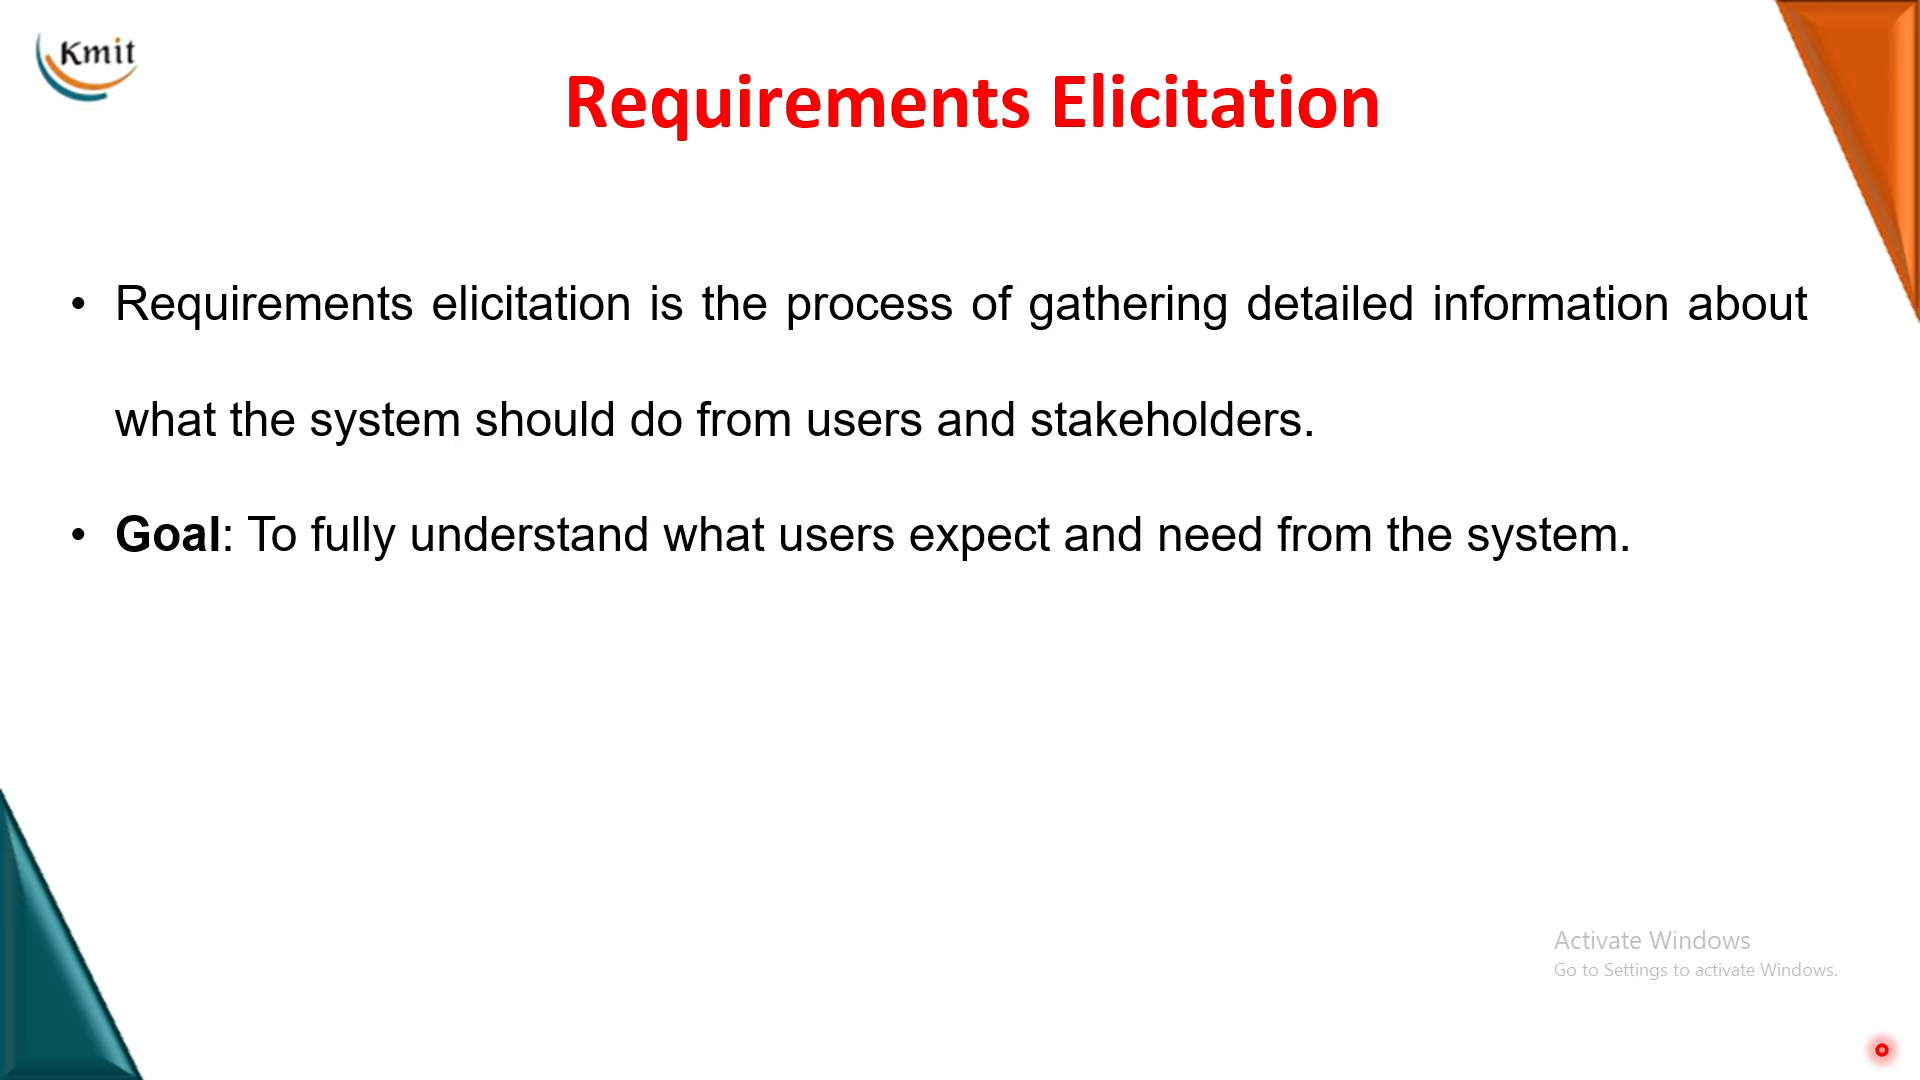 Kmit
Requirements Elicitation
• Requirements elicitation is the process of gathering detailed information about
what the system should do from users and stakeholders.
• Goal: To fully understand what users expect and need from the system.
Activate Windows
Go to Settings to activate Windows.